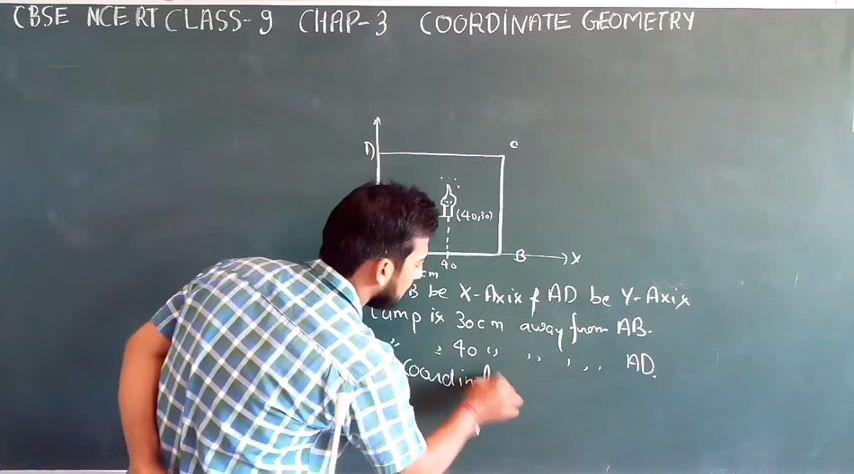 CBSE NCERT CLASS-9 CHAP-3 COORDINATE GEOMETRY
D C
(40,30)
40
B X
cm
B be X-Axis & AD be Y-Axis
Lamp is 30cm away from AB.
" : 40 " " " " AD.
Coordin